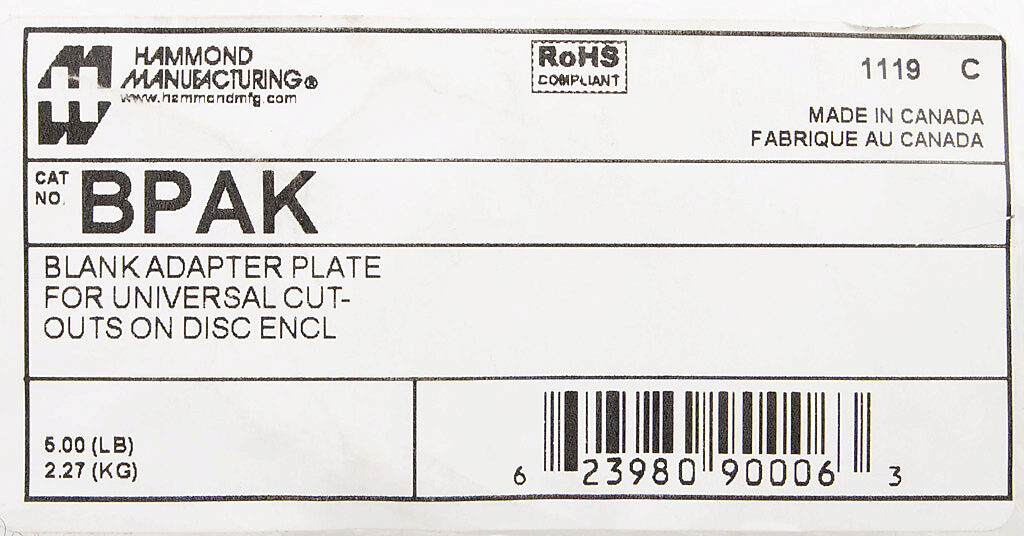 HAMMOND
MANUFACTURING®
www.hammondmfg.com
RoHS
COMPLIANT
1119 C
MADE IN CANADA
FABRIQUE AU CANADA
CAT
NO.
BPAK
BLANK ADAPTER PLATE
FOR UNIVERSAL CUT-
OUTS ON DISC ENCL
5.00 (LB)
2.27 (KG)
6 23980 90006 3